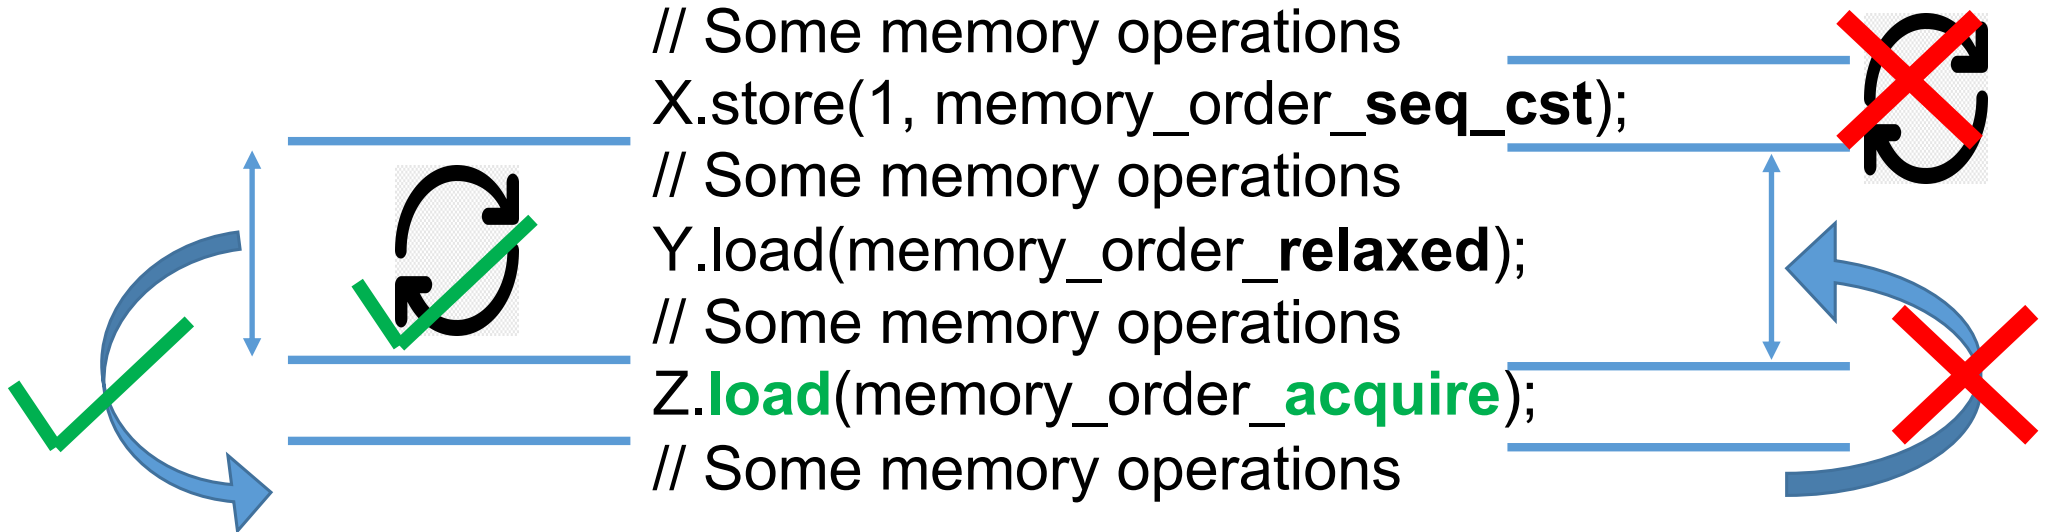 // Some memory operations
X.store(1, memory_order_seq_cst);
// Some memory operations
Y.load(memory_order_relaxed);
// Some memory operations
Z.load(memory_order_acquire);
// Some memory operations